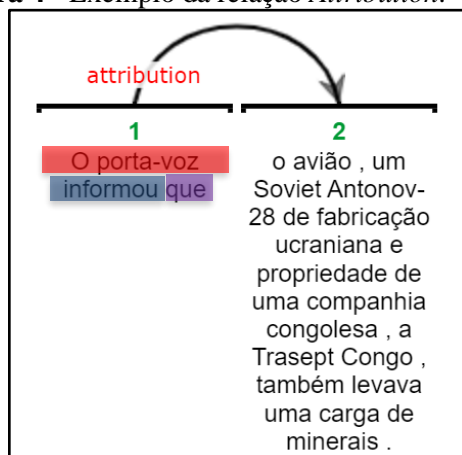 Exemplo da relação Attribution.
attribution
1
O porta-voz
informou que
2
o avião , um
Soviet Antonov-
28 de fabricação
ucraniana e
propriedade de
uma companhia
congolesa , a
Trasept Congo ,
também levava
uma carga de
minerais .